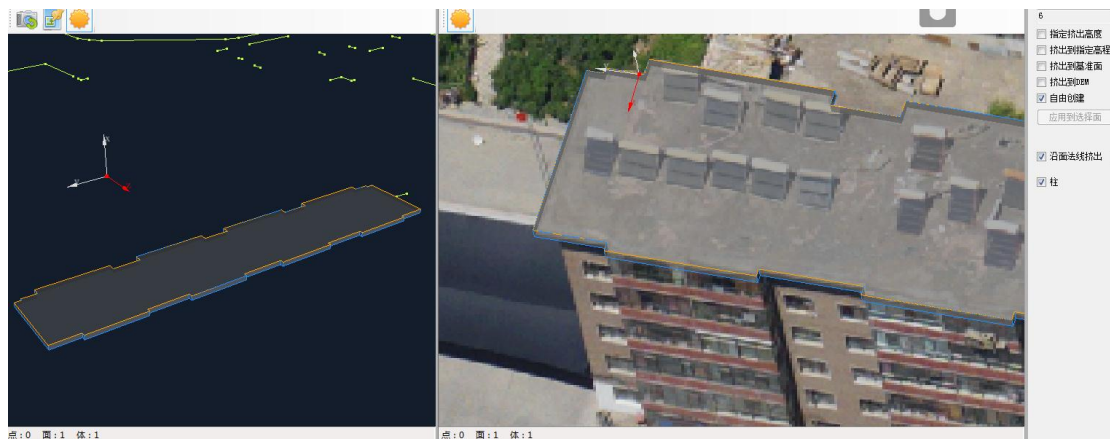 6
指定挤出高度
挤出到指定高程
挤出到基准面
挤出到DEM
自由创建
应用到选择面
沿面法线挤出
柱
点:0 面:1 体:1
点:0 面:1 体:1